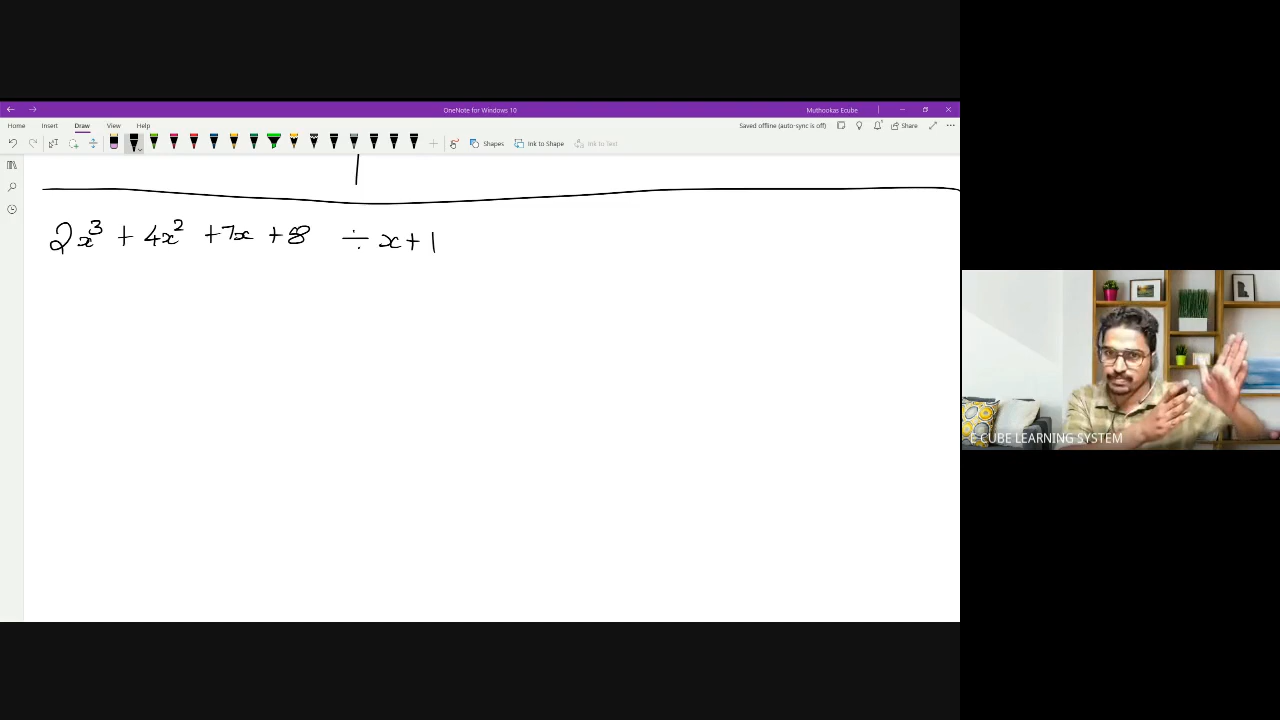 OneNote for Windows 10
Muthookas Ecube
Home Insert Draw View Help
Saved offline (auto-sync is off)
Share
Shapes
Ink to Shape
Ink to Text
2x³ + 4x² + 7x + 8 ÷ x + 1
E CUBE LEARNING SYSTEM